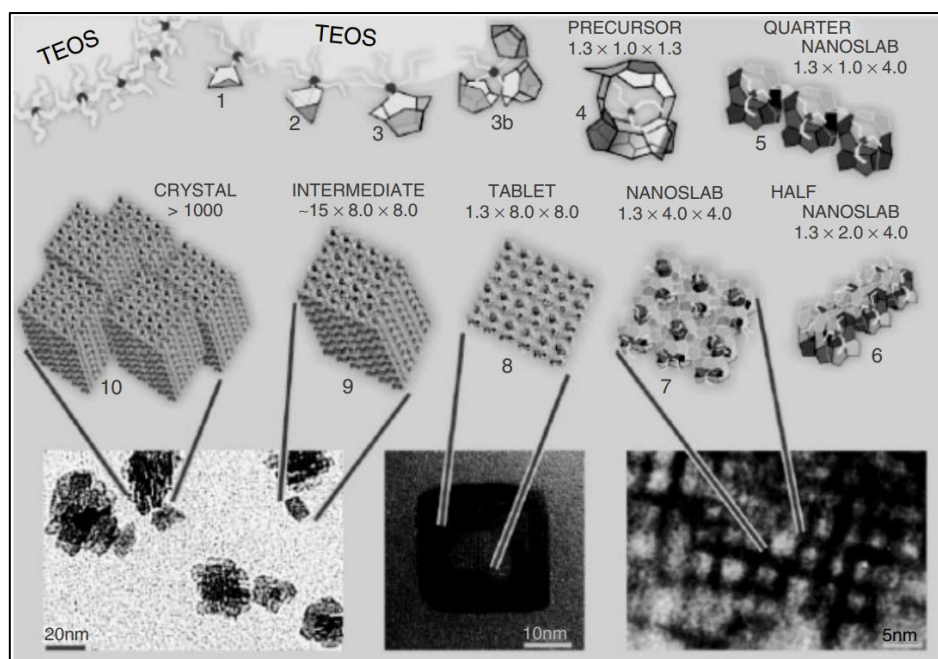 TEOS
TEOS
PRECURSOR
1.3 × 1.0 × 1.3
QUARTER
NANOSLAB
1.3 × 1.0 × 4.0
1
2
3
3b
4
5
CRYSTAL
> 1000
INTERMEDIATE
~15 × 8.0 × 8.0
TABLET
1.3 × 8.0 × 8.0
NANOSLAB
1.3 × 4.0 × 4.0
HALF
NANOSLAB
1.3 × 2.0 × 4.0
10
9
8
7
6
20nm
10nm
5nm